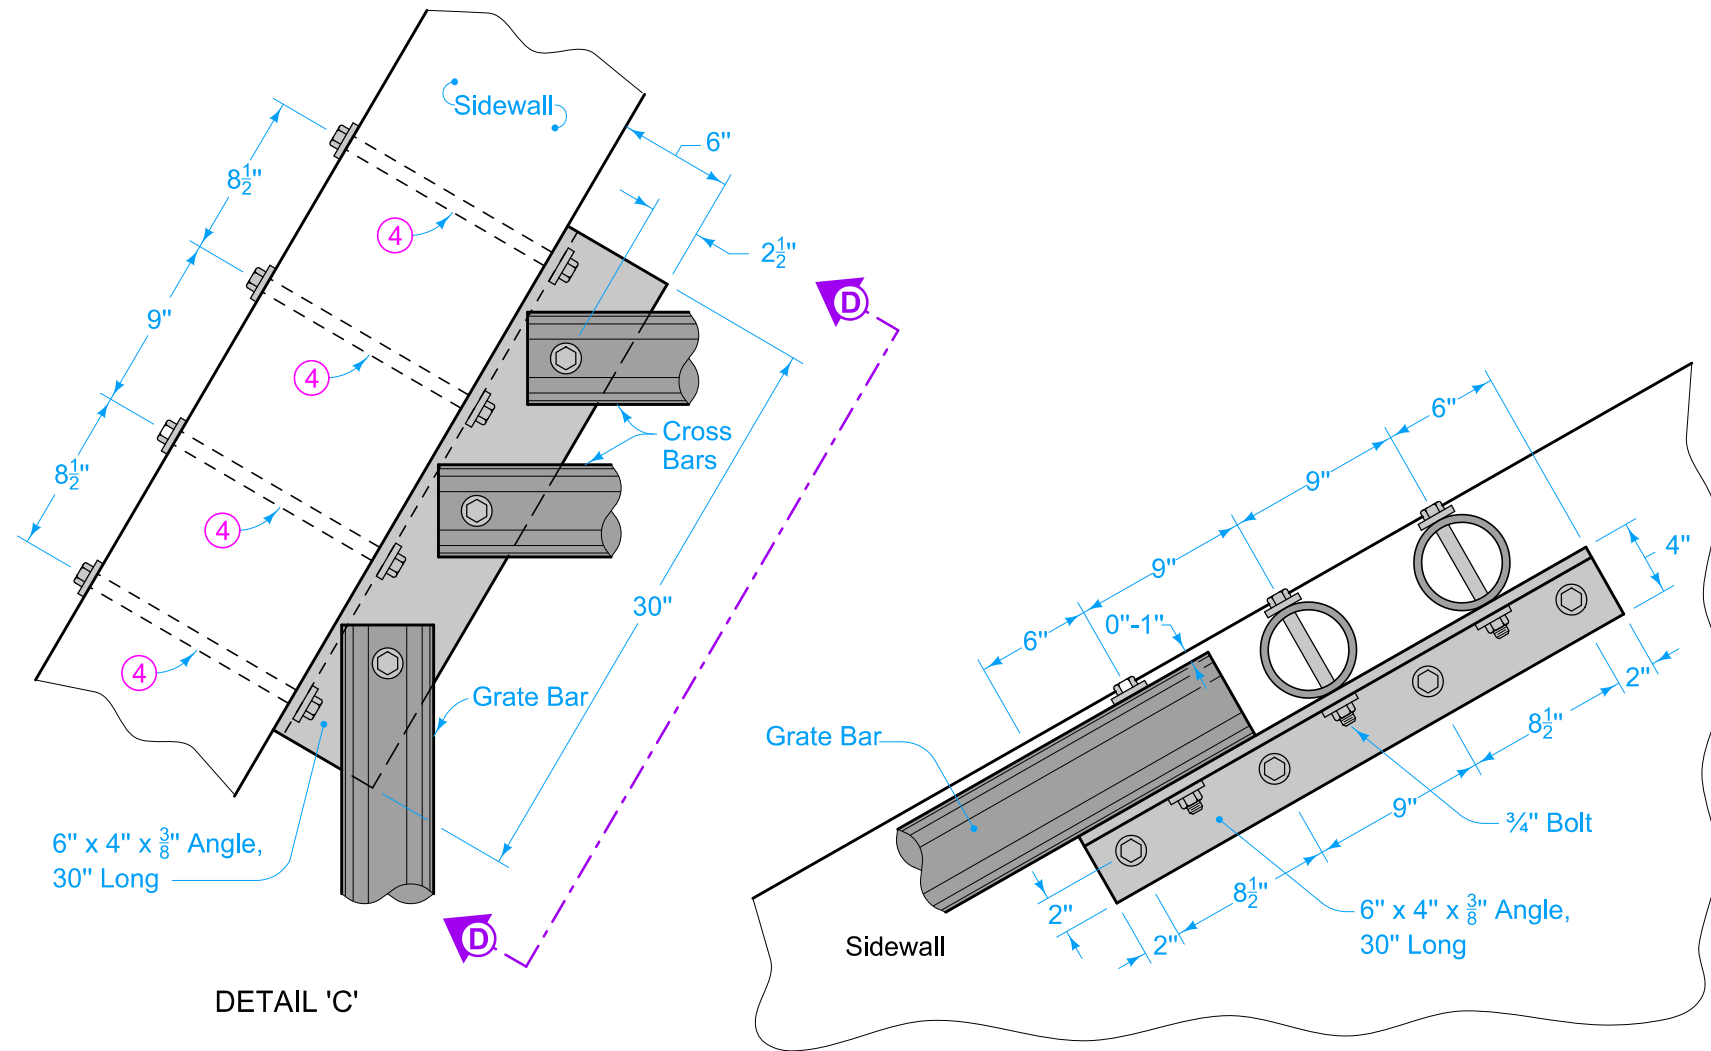 Sidewall
6"
8½"
2½"
4
9"
4
D
Cross
Bars
8½"
4
30"
4
Grate Bar
6" x 4" x ⅜" Angle,
30" Long
D
DETAIL 'C'
6"
9"
9"
4"
0"-1"
6"
2"
8½"
Grate Bar
9"
¾" Bolt
8½"
2"
2"
6" x 4" x ⅜" Angle,
30" Long
Sidewall